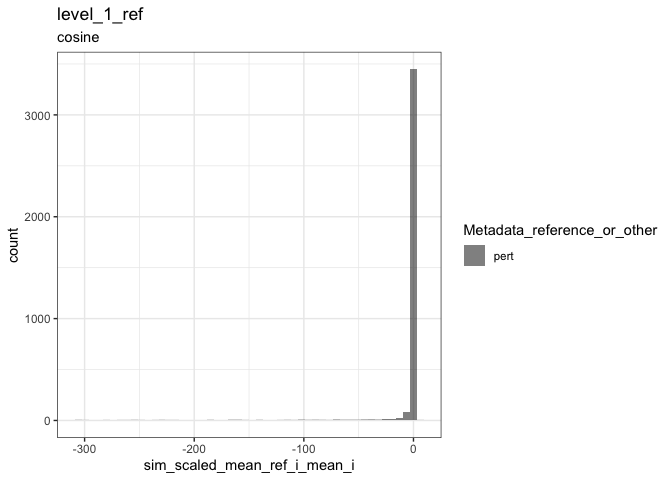 level_1_ref
cosine
3000
2000
1000
0
count
-300
-200
-100
0
sim_scaled_mean_ref_i_mean_i
Metadata_reference_or_other
pert